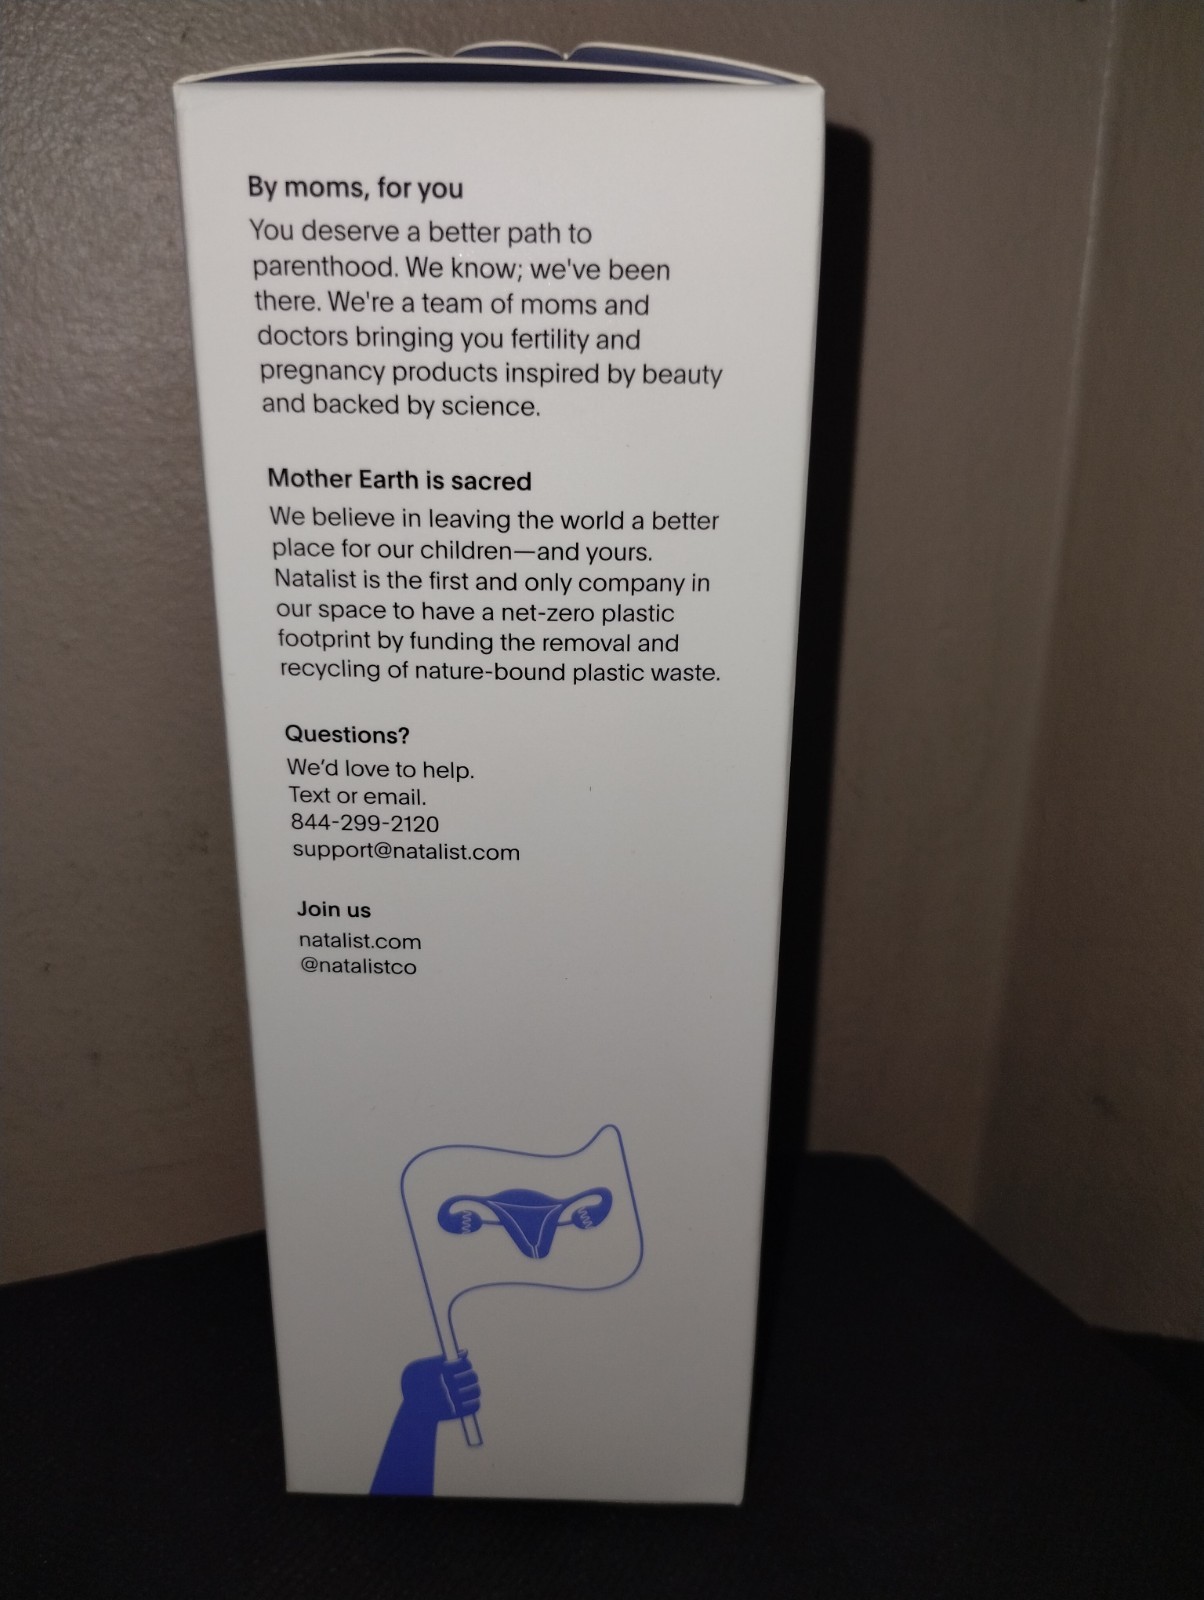 By moms, for you
You deserve a better path to
parenthood. We know; we've been
there. We're a team of moms and
doctors bringing you fertility and
pregnancy products inspired by beauty
and backed by science.
Mother Earth is sacred
We believe in leaving the world a better
place for our children—and yours.
Natalist is the first and only company in
our space to have a net-zero plastic
footprint by funding the removal and
recycling of nature-bound plastic waste.
Questions?
We’d love to help.
Text or email.
844-299-2120
support@natalist.com
Join us
natalist.com
@natalistco